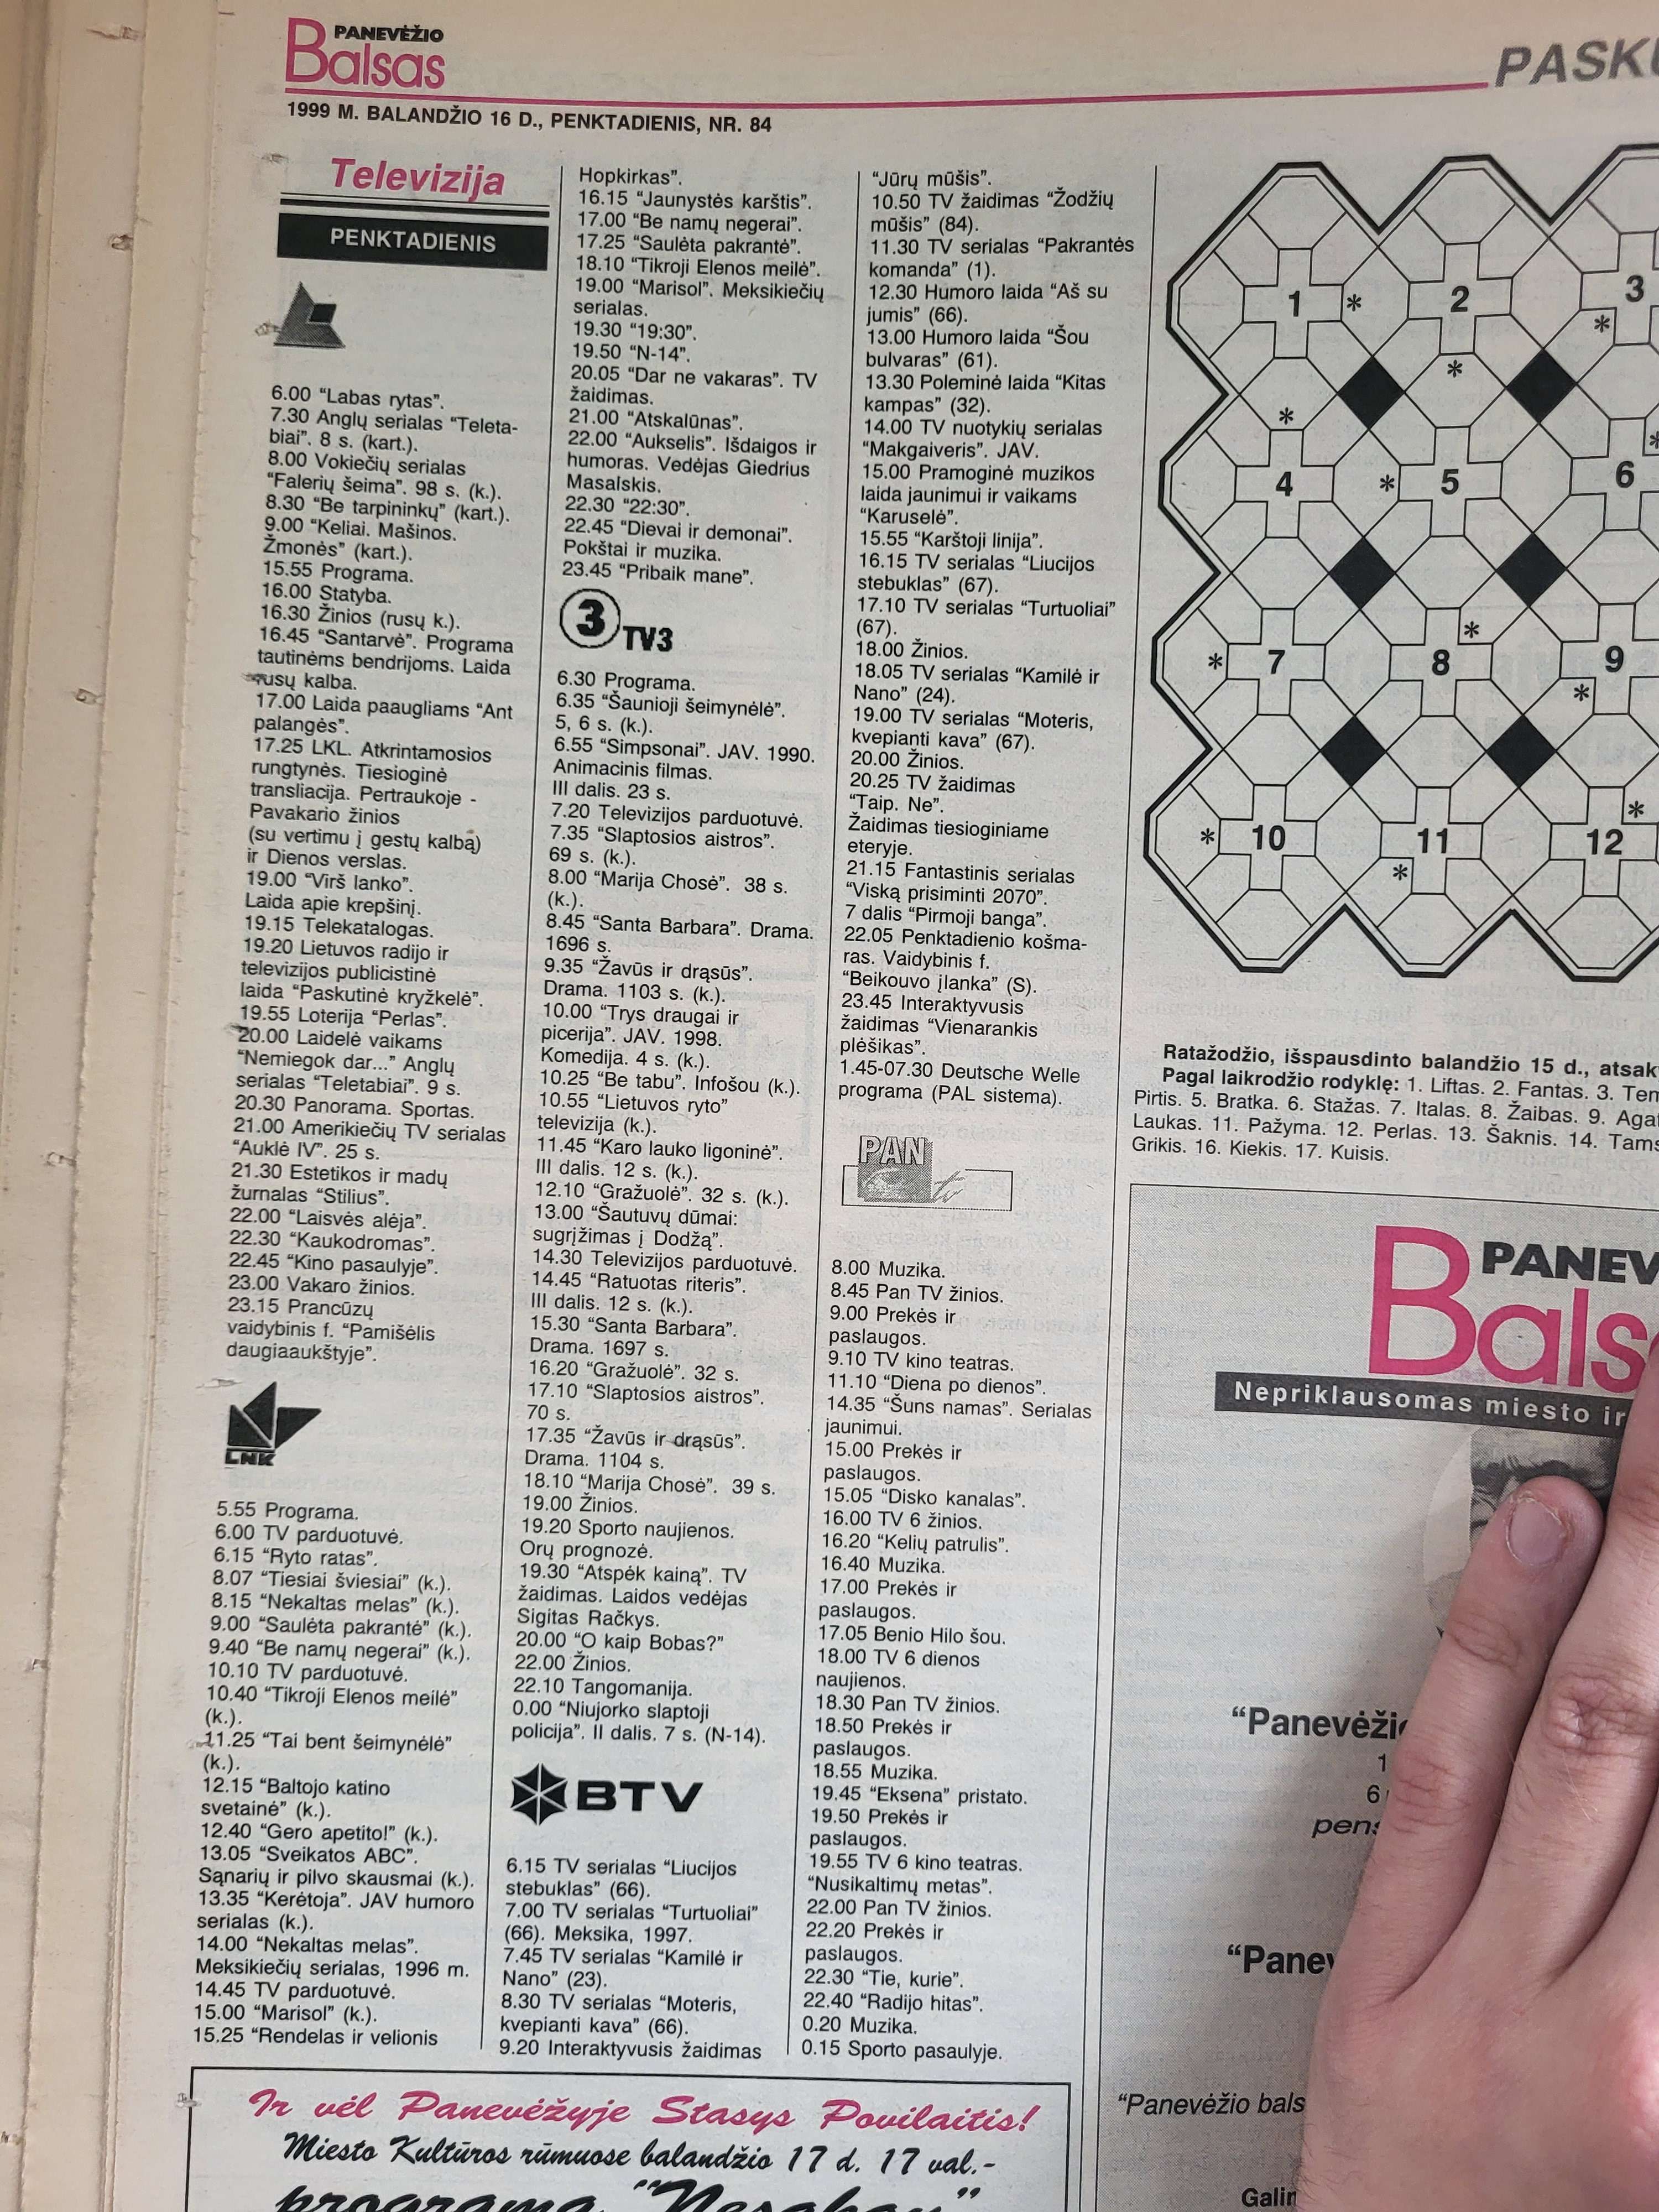 PANEVĖŽIO
Balsas
1999 M. BALANDŽIO 16 D., PENKTADIENIS, NR. 84
Televizija
PENKTADIENIS
6.00 “Labas rytas”.
7.30 Anglų serialas “Teleta-
biai”. 8 s. (kart.).
8.00 Vokiečių serialas
“Falerių šeima”. 98 s. (k.).
8.30 “Be tarpininkų” (kart.).
9.00 “Keliai. Mašinos.
Žmonės” (kart.).
15.55 Programa.
16.00 Statyba.
16.30 Žinios (rusų k.).
16.45 “Santarvė”. Programa
tautinėms bendrijoms. Laida
rusų kalba.
17.00 Laida paaugliams “Ant
palangės”.
17.25 LKL. Atkrintamosios
rungtynės. Tiesioginė
transliacija. Pertraukoje -
Pavakario žinios
(su vertimu į gestų kalbą)
ir Dienos verslas.
19.00 “Virš lanko”.
Laida apie krepšinį.
19.15 Telekatalogas.
19.20 Lietuvos radijo ir
televizijos publicistinė
laida “Paskutinė kryžkelė”.
19.55 Loterija “Perlas”.
20.00 Laidelė vaikams
“Nemiegok dar...” Anglų
serialas “Teletabiai”. 9 s.
20.30 Panorama. Sportas.
21.00 Amerikiečių TV serialas
“Auklė IV”. 25 s.
21.30 Estetikos ir madų
žurnalas “Stilius”.
22.00 “Laisvės alėja”.
22.30 “Kaukodromas”.
22.45 “Kino pasaulyje”.
23.00 Vakaro žinios.
23.15 Prancūzų
vaidybinis f. “Pamišėlis
daugiaaukštyje”.
LNK
5.55 Programa.
6.00 TV parduotuvė.
6.15 “Ryto ratas”.
8.07 “Tiesiai šviesiai” (k.).
8.15 “Nekaltas melas” (k.).
9.00 “Saulėta pakrantė” (k.).
9.40 “Be namų negerai” (k.).
10.10 TV parduotuvė.
10.40 “Tikroji Elenos meilė”
(k.).
11.25 “Tai bent šeimynėlė”
(k.).
12.15 “Baltojo katino
svetainė” (k.).
12.40 “Gero apetito!” (k.).
13.05 “Sveikatos ABC”.
Sąnarių ir pilvo skausmai (k.).
13.35 “Kerėtoja”. JAV humoro
serialas (k.).
14.00 “Nekaltas melas”.
Meksikiečių serialas, 1996 m.
14.45 TV parduotuvė.
15.00 “Marisol” (k.).
15.25 “Rendelas ir velionis
Hopkirkas”.
16.15 “Jaunystės karštis”.
17.00 “Be namų negerai”.
17.25 “Saulėta pakrantė”.
18.10 “Tikroji Elenos meilė”.
19.00 “Marisol”. Meksikiečių
serialas.
19.30 “19:30”.
19.50 “N-14”.
20.05 “Dar ne vakaras”. TV
žaidimas.
21.00 “Atskalūnas”.
22.00 “Aukselis”. Išdaigos ir
humoras. Vedėjas Giedrius
Masalskis.
22.30 “22:30”.
22.45 “Dievai ir demonai”.
Pokštai ir muzika.
23.45 “Pribaik mane”.
3 TV3
6.30 Programa.
6.35 “Šaunioji šeimynėlė”.
5, 6 s. (k.).
6.55 “Simpsonai”. JAV. 1990.
Animacinis filmas.
III dalis. 23 s.
7.20 Televizijos parduotuvė.
7.35 “Slaptosios aistros”.
69 s. (k.).
8.00 “Marija Chosė”. 38 s.
(k.).
8.45 “Santa Barbara”. Drama.
1696 s.
9.35 “Žavūs ir drąsūs”.
Drama. 1103 s. (k.).
10.00 “Trys draugai ir
picerija”. JAV. 1998.
Komedija. 4 s. (k.).
10.25 “Be tabu”. Infošou (k.).
10.55 “Lietuvos ryto”
televizija (k.).
11.45 “Karo lauko ligoninė”.
III dalis. 12 s. (k.).
12.10 “Gražuolė”. 32 s. (k.).
13.00 “Šautuvų dūmai:
sugrįžimas į Dodžą”.
14.30 Televizijos parduotuvė.
14.45 “Ratuotas riteris”.
III dalis. 12 s. (k.).
15.30 “Santa Barbara”.
Drama. 1697 s.
16.20 “Gražuolė”. 32 s.
17.10 “Slaptosios aistros”.
70 s.
17.35 “Žavūs ir drąsūs”.
Drama. 1104 s.
18.10 “Marija Chosė”. 39 s.
19.00 Žinios.
19.20 Sporto naujienos.
Orų prognozė.
19.30 “Atspėk kainą”. TV
žaidimas. Laidos vedėjas
Sigitas Račkys.
20.00 “O kaip Bobas?”
22.00 Žinios.
22.10 Tangomanija.
0.00 “Niujorko slaptoji
policija”. II dalis. 7 s. (N-14).
BTV
6.15 TV serialas “Liucijos
stebuklas” (66).
7.00 TV serialas “Turtuoliai”
(66). Meksika, 1997.
7.45 TV serialas “Kamilė ir
Nano” (23).
8.30 TV serialas “Moteris,
kvepianti kava” (66).
9.20 Interaktyvusis žaidimas
“Jūrų mūšis”.
10.50 TV žaidimas “Žodžių
mūšis” (84).
11.30 TV serialas “Pakrantės
komanda” (1).
12.30 Humoro laida “Aš su
jumis” (66).
13.00 Humoro laida “Šou
bulvaras” (61).
13.30 Poleminė laida “Kitas
kampas” (32).
14.00 TV nuotykių serialas
“Makgaiveris”. JAV.
15.00 Pramoginė muzikos
laida jaunimui ir vaikams
“Karuselė”.
15.55 “Karštoji linija”.
16.15 TV serialas “Liucijos
stebuklas” (67).
17.10 TV serialas “Turtuoliai”
(67).
18.00 Žinios.
18.05 TV serialas “Kamilė ir
Nano” (24).
19.00 TV serialas “Moteris,
kvepianti kava” (67).
20.00 Žinios.
20.25 TV žaidimas
“Taip. Ne”.
Žaidimas tiesioginiame
eteryje.
21.15 Fantastinis serialas
“Viską prisiminti 2070”.
7 dalis “Pirmoji banga”.
22.05 Penktadienio košma-
ras. Vaidybinis f.
“Beikouvo įlanka” (S).
23.45 Interaktyvusis
žaidimas “Vienarankis
plėšikas”.
1.45-07.30 Deutsche Welle
programa (PAL sistema).
PAN
tv
8.00 Muzika.
8.45 Pan TV žinios.
9.00 Prekės ir
paslaugos.
9.10 TV kino teatras.
11.10 “Diena po dienos”.
14.35 “Šuns namas”. Serialas
jaunimui.
15.00 Prekės ir
paslaugos.
15.05 “Disko kanalas”.
16.00 TV 6 žinios.
16.20 “Kelių patrulis”.
16.40 Muzika.
17.00 Prekės ir
paslaugos.
17.05 Benio Hilo šou.
18.00 TV 6 dienos
naujienos.
18.30 Pan TV žinios.
18.50 Prekės ir
paslaugos.
18.55 Muzika.
19.45 “Eksena” pristato.
19.50 Prekės ir
paslaugos.
19.55 TV 6 kino teatras.
“Nusikaltimų metas”.
22.00 Pan TV žinios.
22.20 Prekės ir
paslaugos.
22.30 “Tie, kurie”.
22.40 “Radijo hitas”.
0.20 Muzika.
0.15 Sporto pasaulyje.
Ir vėl Panevėžyje Stasys Povilaitis!
Miesto Kultūros rūmuose balandžio 17 d. 17 val.-
programa
PASKU
1 * 2 3
*
*
*
4 * 5 6
*
* 7 8 9
*
*
* 10 11 12
*
Ratažodžio, išspausdinto balandžio 15 d., atsak
Pagal laikrodžio rodyklę: 1. Liftas. 2. Fantas. 3. Tem
Pirtis. 5. Bratka. 6. Stažas. 7. Italas. 8. Žaibas. 9. Agat
Laukas. 11. Pažyma. 12. Perlas. 13. Šaknis. 14. Tams
Grikis. 16. Kiekis. 17. Kuisis.
PANEV
Bals
Nepriklausomas miesto ir
“Panevėžio
1
6
pens
“Panev
“Panevėžio bals
Galin